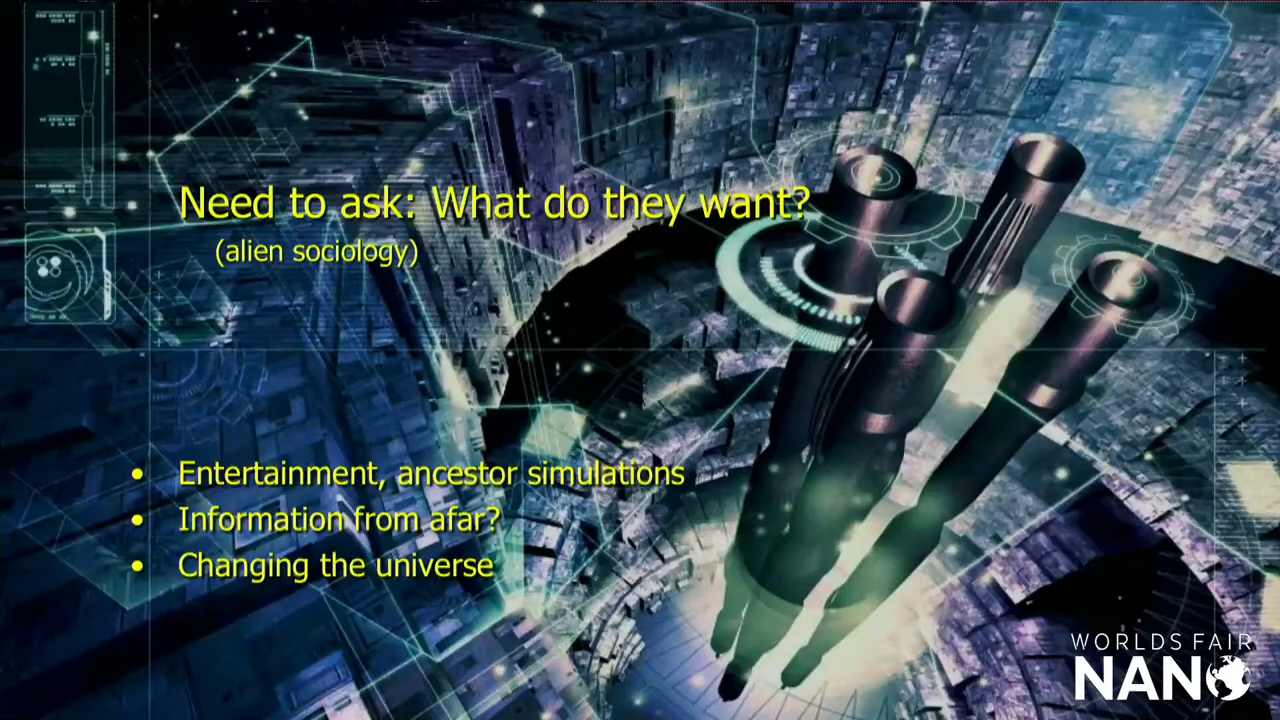 Need to ask: What do they want?
(alien sociology)
• Entertainment, ancestor simulations
• Information from afar?
• Changing the universe
WORLDS FAIR
NANO